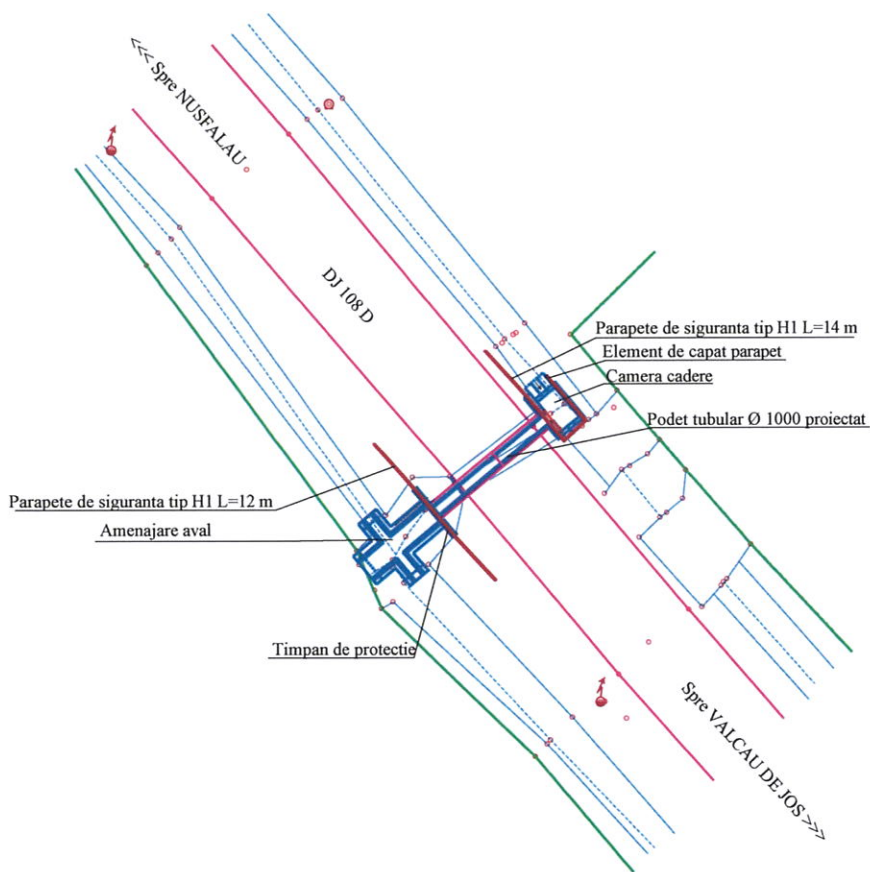 <<< Spre NUSFALAU
DJ 108 D
Parapete de siguranta tip H1 L=14 m
Element de capat parapet
Camera cadere
Podet tubular Ø 1000 proiectat
Parapete de siguranta tip H1 L=12 m
Amenajare aval
Timpan de protectie
Spre VALCAU DE JOS >>>